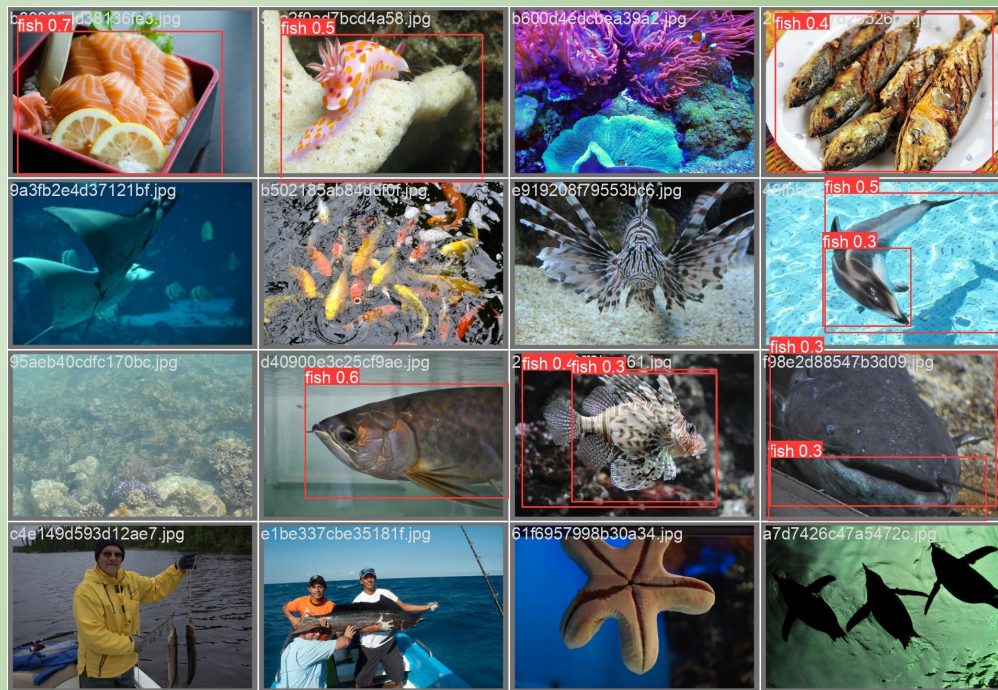 fish 0.7
fish 0.5
b600d4edcbea39a2.jpg
fish 0.4
9a3fb2e4d37121bf.jpg
b502185ab84ddf0f.jpg
e919208f79553bc6.jpg
fish 0.5
fish 0.3
95aeb40cdfc170bc.jpg
d40900e3c25cf9ae.jpg
fish 0.6
fish 0.4
fish 0.3
fish 0.3
f98e2d88547b3d09.jpg
fish 0.3
c4e149d593d12ae7.jpg
e1be337cbe35181f.jpg
61f6957998b30a34.jpg
a7d7426c47a5472c.jpg